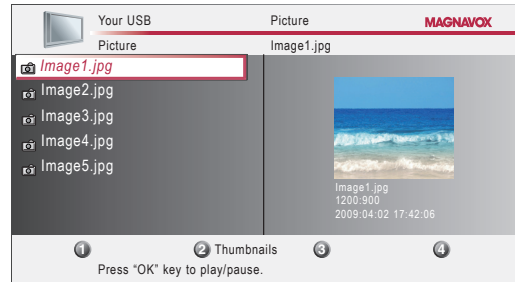 Your USB Picture MAGNAVOX
Picture Image1.jpg
Image1.jpg
Image2.jpg
Image3.jpg
Image4.jpg
Image5.jpg
Image1.jpg
1200:900
2009:04:02 17:42:06
1 2 Thumbnails 3 4
Press “OK” key to play/pause.